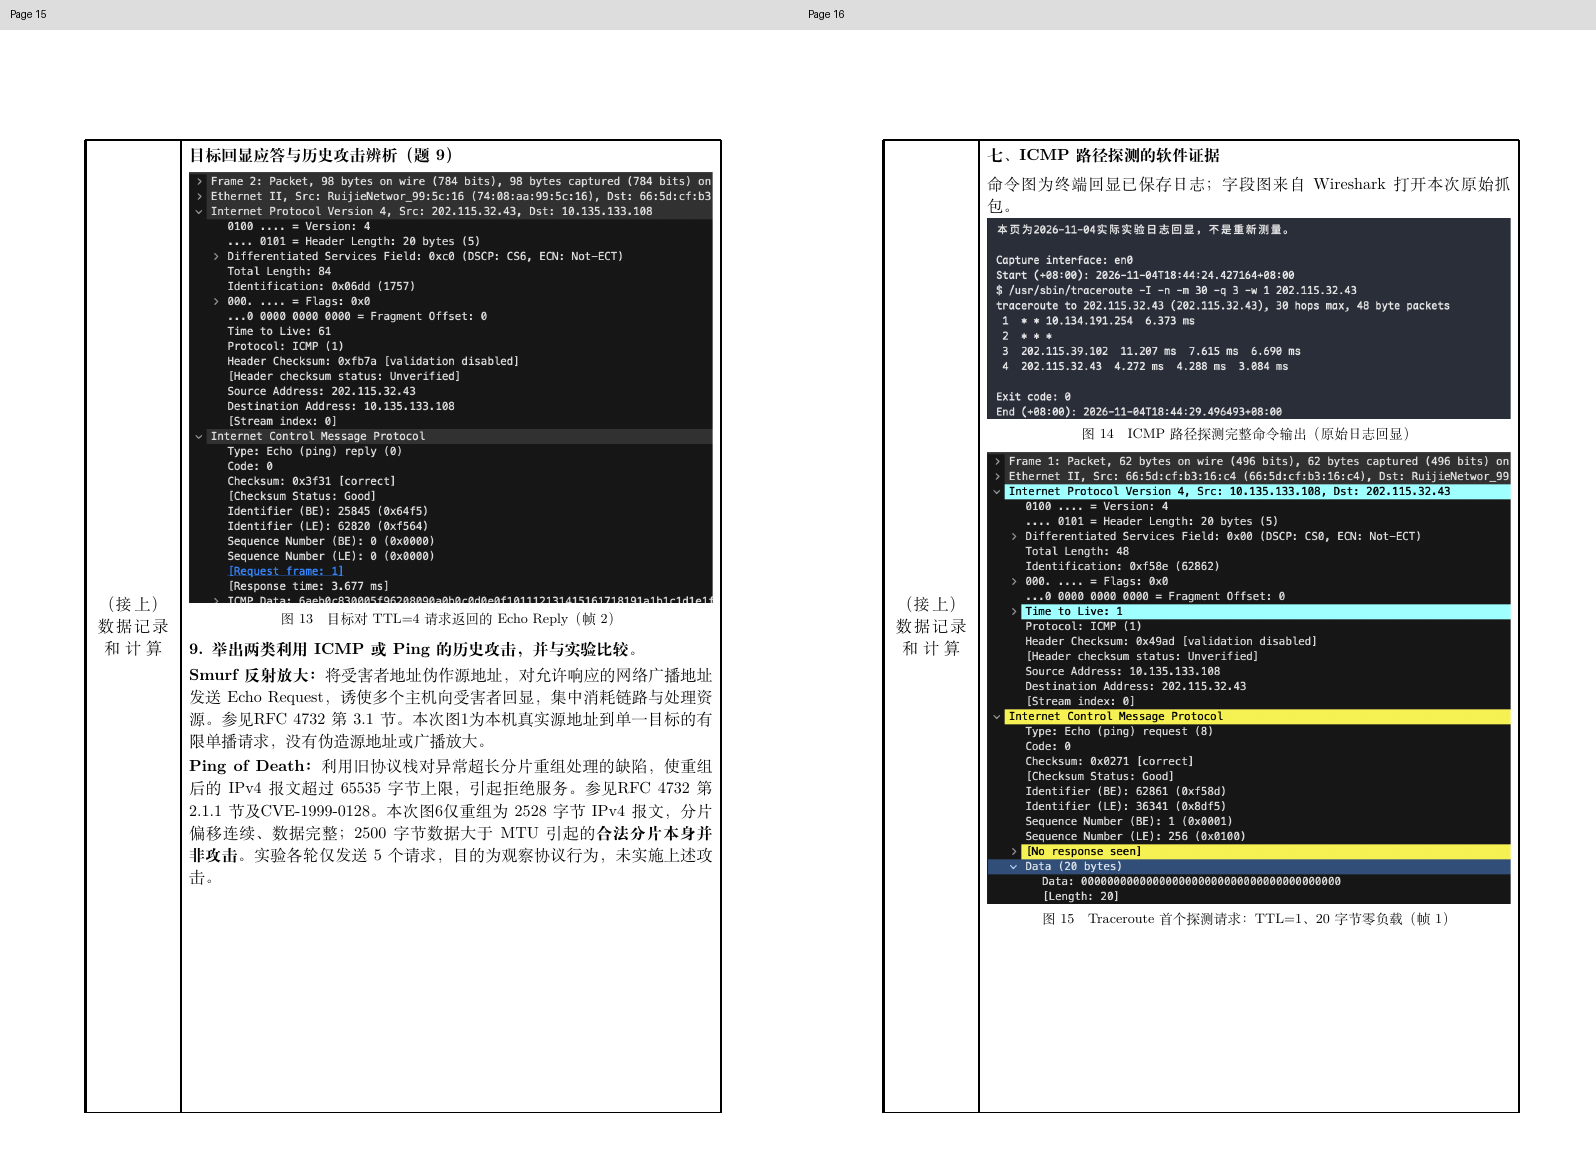 Page 15
Page 16
（接上）
数据记录
和计算
目标回显应答与历史攻击辨析（题 9）
Frame 2: Packet, 98 bytes on wire (784 bits), 98 bytes captured (784 bits) on
Ethernet II, Src: RuijieNetwor_99:5c:16 (74:08:aa:99:5c:16), Dst: 66:5d:cf:b3
Internet Protocol Version 4, Src: 202.115.32.43, Dst: 10.135.133.108
0100 .... = Version: 4
.... 0101 = Header Length: 20 bytes (5)
Differentiated Services Field: 0xc0 (DSCP: CS6, ECN: Not-ECT)
Total Length: 84
Identification: 0x06dd (1757)
000. .... = Flags: 0x0
...0 0000 0000 0000 = Fragment Offset: 0
Time to Live: 61
Protocol: ICMP (1)
Header Checksum: 0xfb7a [validation disabled]
[Header checksum status: Unverified]
Source Address: 202.115.32.43
Destination Address: 10.135.133.108
[Stream index: 0]
Internet Control Message Protocol
Type: Echo (ping) reply (0)
Code: 0
Checksum: 0x3f31 [correct]
[Checksum Status: Good]
Identifier (BE): 25845 (0x64f5)
Identifier (LE): 62820 (0xf564)
Sequence Number (BE): 0 (0x0000)
Sequence Number (LE): 0 (0x0000)
[Request frame: 1]
[Response time: 3.677 ms]
图 13 目标对 TTL=4 请求返回的 Echo Reply（帧 2）
9. 举出两类利用 ICMP 或 Ping 的历史攻击，并与实验比较。
Smurf 反射放大：将受害者地址伪作源地址，对允许响应的网络广播地址
发送 Echo Request，诱使多个主机向受害者回显，集中消耗链路与处理资
源。参见RFC 4732 第 3.1 节。本次图1为本机真实源地址到单一目标的有
限单播请求，没有伪造源地址或广播放大。
Ping of Death：利用旧协议栈对异常超长分片重组处理的缺陷，使重组
后的 IPv4 报文超过 65535 字节上限，引起拒绝服务。参见RFC 4732 第
2.1.1 节及CVE-1999-0128。本次图6仅重组为 2528 字节 IPv4 报文，分片
偏移连续、数据完整；2500 字节数据大于 MTU 引起的合法分片本身并
非攻击。实验各轮仅发送 5 个请求，目的为观察协议行为，未实施上述攻
击。
（接上）
数据记录
和计算
七、ICMP 路径探测的软件证据
命令图为终端回显已保存日志；字段图来自 Wireshark 打开本次原始抓
包。
本页为2026-11-04实际实验日志回显，不是重新测量。
Capture interface: en0
Start (+08:00): 2026-11-04T18:44:24.427164+08:00
$ /usr/sbin/traceroute -I -n -m 30 -q 3 -w 1 202.115.32.43
traceroute to 202.115.32.43 (202.115.32.43), 30 hops max, 48 byte packets
1 * * 10.134.191.254 6.373 ms
2 * * *
3 202.115.39.102 11.207 ms 7.615 ms 6.690 ms
4 202.115.32.43 4.272 ms 4.288 ms 3.084 ms
Exit code: 0
End (+08:00): 2026-11-04T18:44:29.496493+08:00
图 14 ICMP 路径探测完整命令输出（原始日志回显）
Frame 1: Packet, 62 bytes on wire (496 bits), 62 bytes captured (496 bits) on
Ethernet II, Src: 66:5d:cf:b3:16:c4 (66:5d:cf:b3:16:c4), Dst: RuijieNetwor_99
Internet Protocol Version 4, Src: 10.135.133.108, Dst: 202.115.32.43
0100 .... = Version: 4
.... 0101 = Header Length: 20 bytes (5)
Differentiated Services Field: 0x00 (DSCP: CS0, ECN: Not-ECT)
Total Length: 48
Identification: 0xf58e (62862)
000. .... = Flags: 0x0
...0 0000 0000 0000 = Fragment Offset: 0
Time to Live: 1
Protocol: ICMP (1)
Header Checksum: 0x49ad [validation disabled]
[Header checksum status: Unverified]
Source Address: 10.135.133.108
Destination Address: 202.115.32.43
[Stream index: 0]
Internet Control Message Protocol
Type: Echo (ping) request (8)
Code: 0
Checksum: 0x0271 [correct]
[Checksum Status: Good]
Identifier (BE): 62861 (0xf58d)
Identifier (LE): 36341 (0x8df5)
Sequence Number (BE): 1 (0x0001)
Sequence Number (LE): 256 (0x0100)
[No response seen]
Data (20 bytes)
Data: 0000000000000000000000000000000000000000
[Length: 20]
图 15 Traceroute 首个探测请求：TTL=1、20 字节零负载（帧 1）